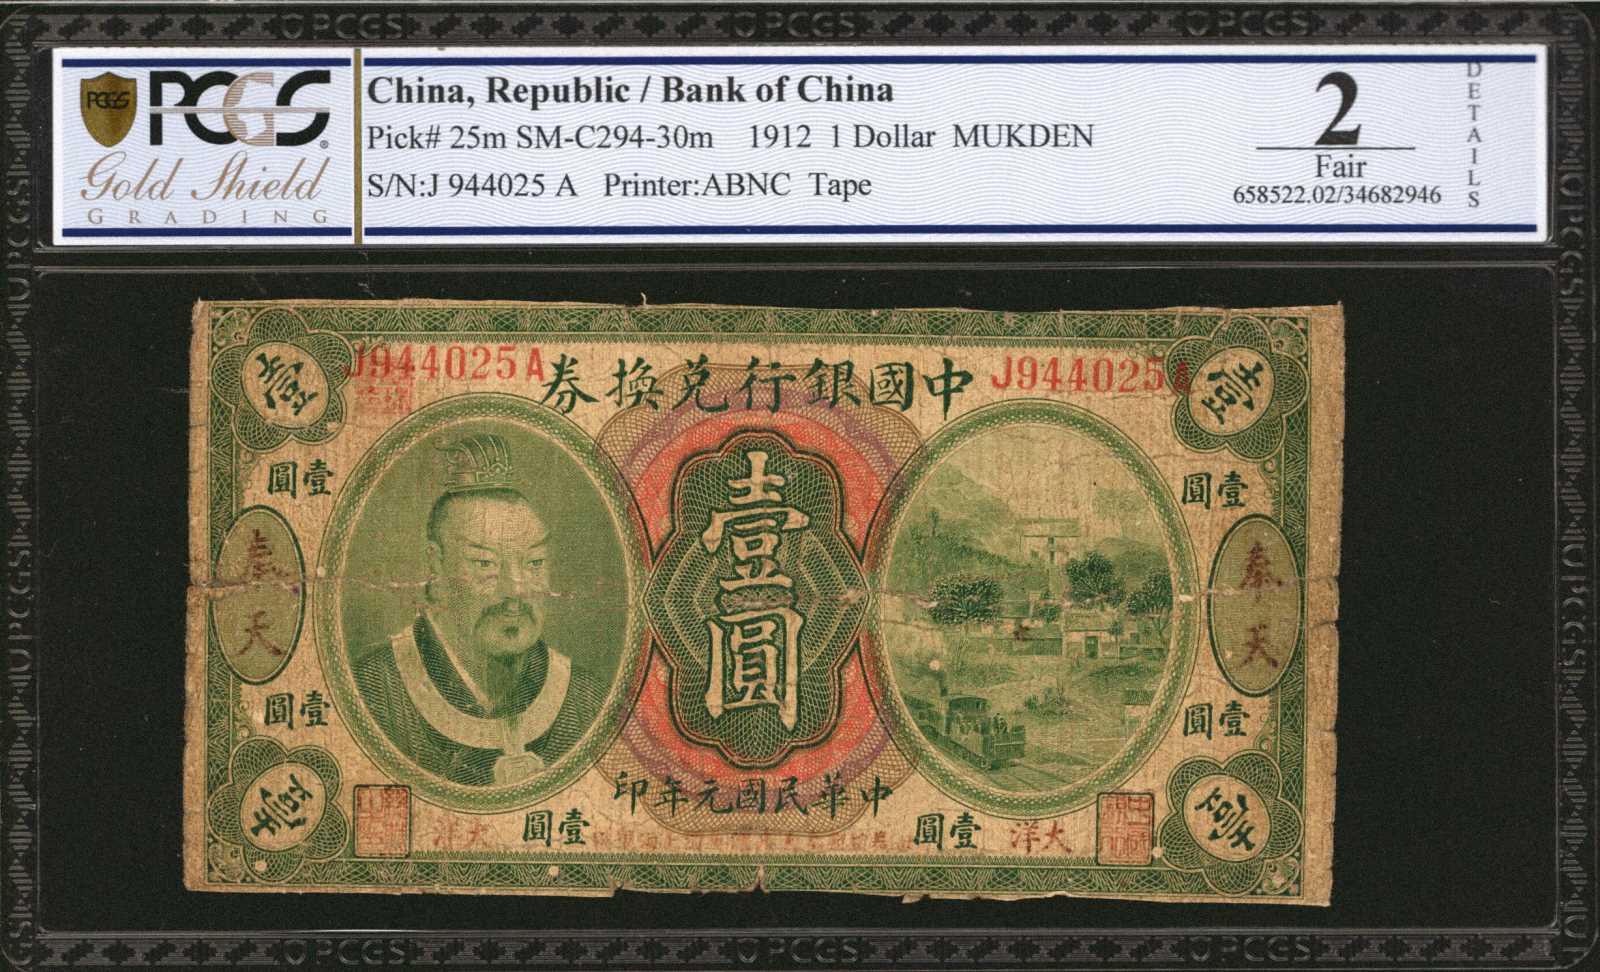 PCGS
Gold Shield
GRADING
China, Republic / Bank of China
Pick# 25m SM-C294-30m 1912 1 Dollar MUKDEN
S/N:J 944025 A Printer:ABNC Tape
2
Fair
658522.02/34682946
DETAILS
J944025A
J944025A
中國銀行兌換券
壹
壹
壹圓
壹圓
奉天
奉天
壹圓
壹圓
壹圓
中華民國元年印
壹圓
壹圓
大洋
大洋
壹
壹
PCGS